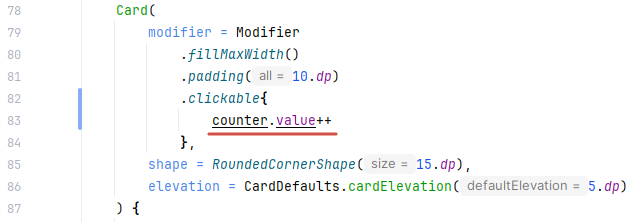 78 Card(
79 modifier = Modifier
80 .fillMaxWidth()
81 .padding( all = 10.dp)
82 .clickable{
83 counter.value++
84 },
85 shape = RoundedCornerShape( size = 15.dp),
86 elevation = CardDefaults.cardElevation( defaultElevation = 5.dp)
87 ) {